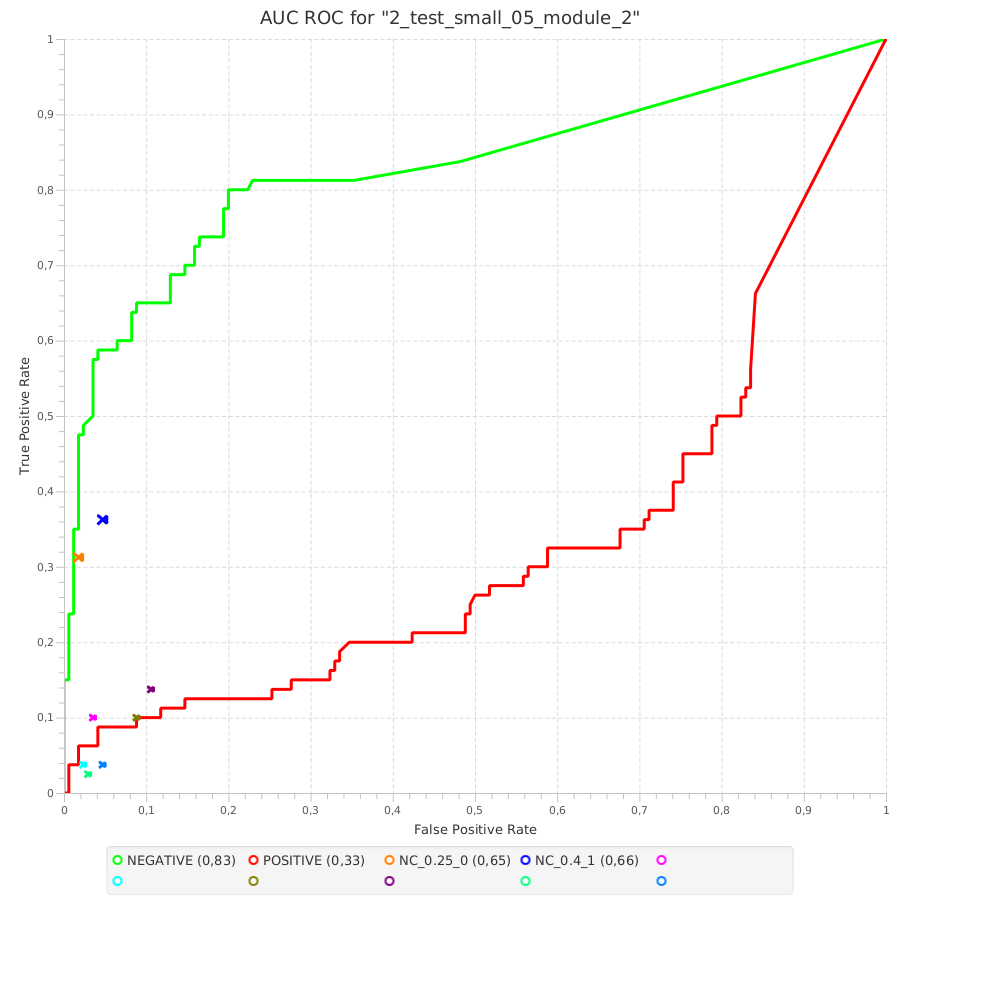 AUC ROC for "2_test_small_05_module_2"
1
0,9
0,8
0,7
0,6
0,5
0,4
0,3
0,2
0,1
0
True Positive Rate
0 0,1 0,2 0,3 0,4 0,5 0,6 0,7 0,8 0,9 1
False Positive Rate
NEGATIVE (0,83) POSITIVE (0,33) NC_0.25_0 (0,65) NC_0.4_1 (0,66)